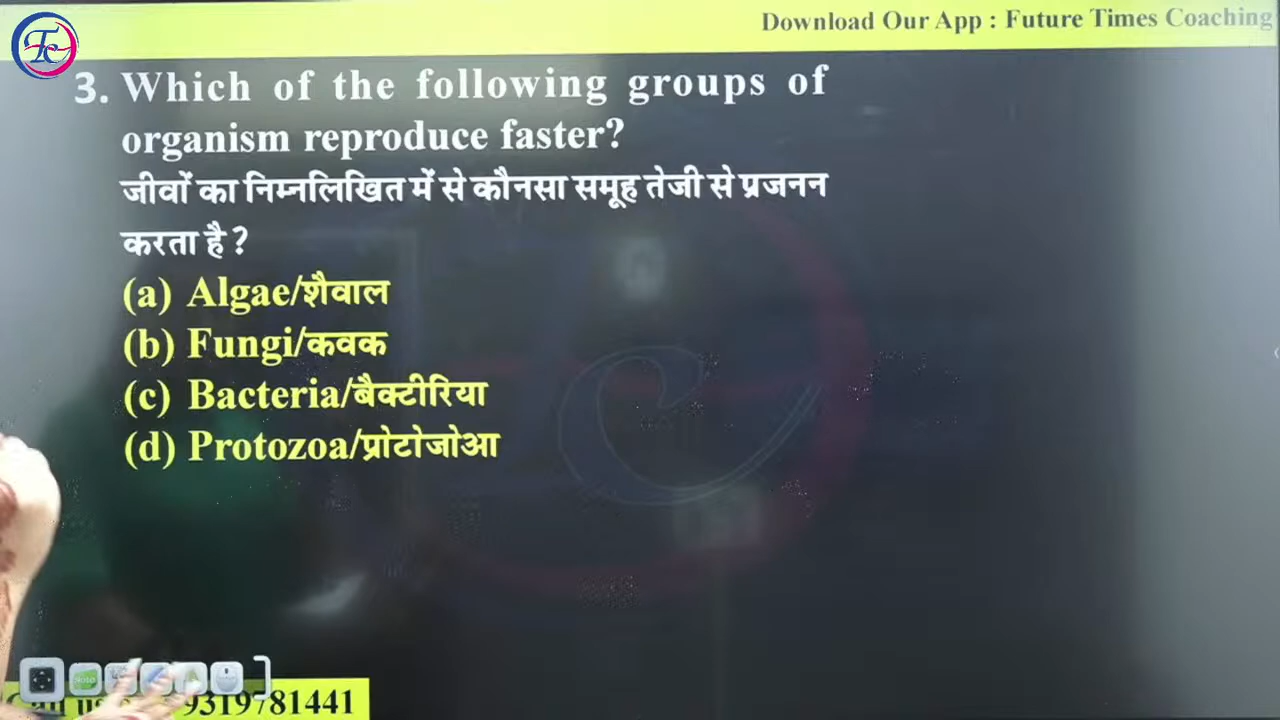 Download Our App : Future Times Coaching
3. Which of the following groups of
organism reproduce faster?
जीवों का निम्नलिखित में से कौनसा समूह तेजी से प्रजनन
करता है ?
(a) Algae/शैवाल
(b) Fungi/कवक
(c) Bacteria/बैक्टीरिया
(d) Protozoa/प्रोटोजोआ
9319781441